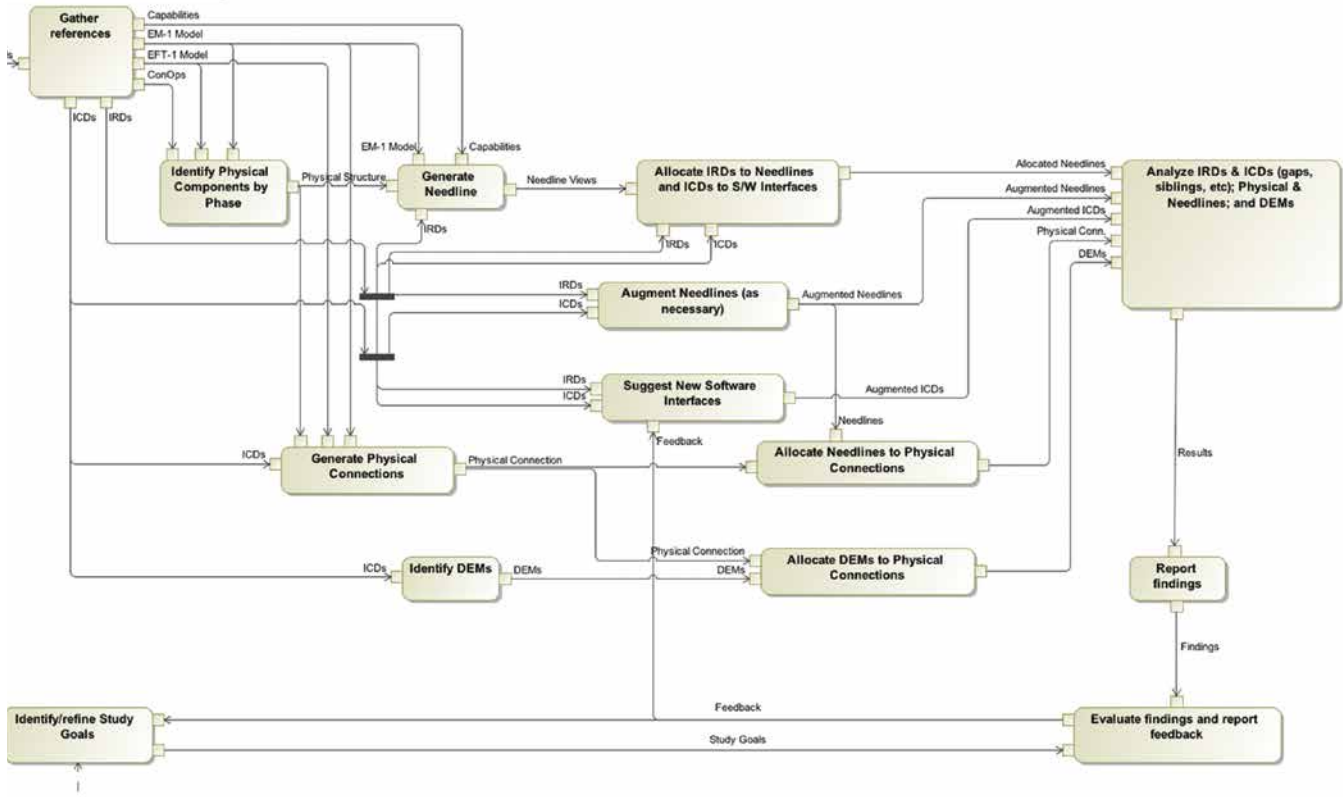 Gather
references
Capabilities
EM-1 Model
EFT-1 Model
ConOps
ICDs
IRDs
Identify Physical
Components by
Phase
Physical Structure
EM-1 Model
Capabilities
Generate
Needline
IRDs
Needline Views
Allocate IRDs to Needlines
and ICDs to S/W Interfaces
IRDs
ICDs
Allocated Needlines
Augmented Needlines
Augmented ICDs
Physical Conn.
DEMs
Analyze IRDs & ICDs (gaps,
siblings, etc); Physical &
Needlines; and DEMs
IRDs
ICDs
Augment Needlines (as
necessary)
Augmented Needlines
IRDs
ICDs
Suggest New Software
Interfaces
Augmented ICDs
Feedback
Needlines
ICDs
Generate Physical
Connections
Physical Connection
Allocate Needlines to Physical
Connections
Results
ICDs
Identify DEMs
DEMs
Physical Connection
DEMs
Allocate DEMs to Physical
Connections
Report
findings
Findings
Identify/refine Study
Goals
Feedback
Study Goals
Evaluate findings and report
feedback